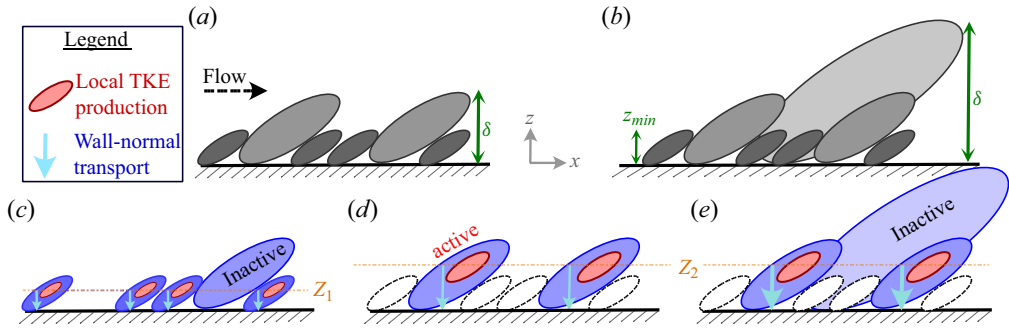 Legend
Local TKE
production
Wall-normal
transport
(a)
Flow
δ
z
x
(b)
z_min
δ
(c)
Inactive
Z_1
(d)
active
Z_2
(e)
Inactive